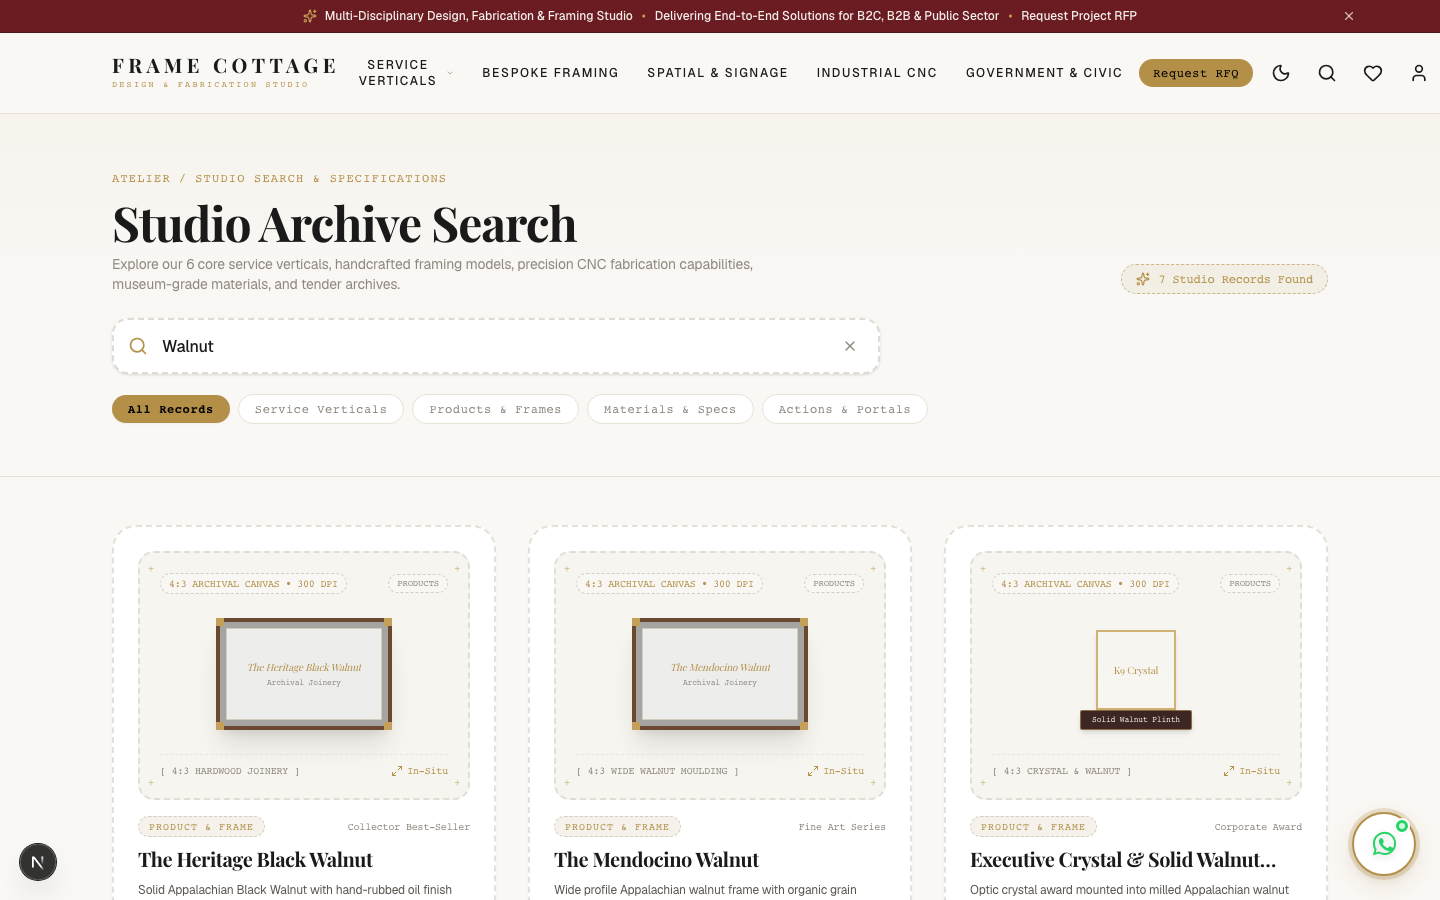 Multi-Disciplinary Design, Fabrication & Framing Studio • Delivering End-to-End Solutions for B2C, B2B & Public Sector • Request Project RFP
FRAME COTTAGE
DESIGN & FABRICATION STUDIO
SERVICE
VERTICALS
BESPOKE FRAMING
SPATIAL & SIGNAGE
INDUSTRIAL CNC
GOVERNMENT & CIVIC
Request RFQ
ATELIER / STUDIO SEARCH & SPECIFICATIONS
Studio Archive Search
Explore our 6 core service verticals, handcrafted framing models, precision CNC fabrication capabilities,
museum-grade materials, and tender archives.
7 Studio Records Found
Walnut
All Records
Service Verticals
Products & Frames
Materials & Specs
Actions & Portals
4:3 ARCHIVAL CANVAS • 300 DPI
PRODUCTS
The Heritage Black Walnut
Archival Joinery
[ 4:3 HARDWOOD JOINERY ]
In-Situ
PRODUCT & FRAME
Collector Best-Seller
The Heritage Black Walnut
Solid Appalachian Black Walnut with hand-rubbed oil finish
4:3 ARCHIVAL CANVAS • 300 DPI
PRODUCTS
The Mendocino Walnut
Archival Joinery
[ 4:3 WIDE WALNUT MOULDING ]
In-Situ
PRODUCT & FRAME
Fine Art Series
The Mendocino Walnut
Wide profile Appalachian walnut frame with organic grain
4:3 ARCHIVAL CANVAS • 300 DPI
PRODUCTS
K9 Crystal
Solid Walnut Plinth
[ 4:3 CRYSTAL & WALNUT ]
In-Situ
PRODUCT & FRAME
Corporate Award
Executive Crystal & Solid Walnut...
Optic crystal award mounted into milled Appalachian walnut
N